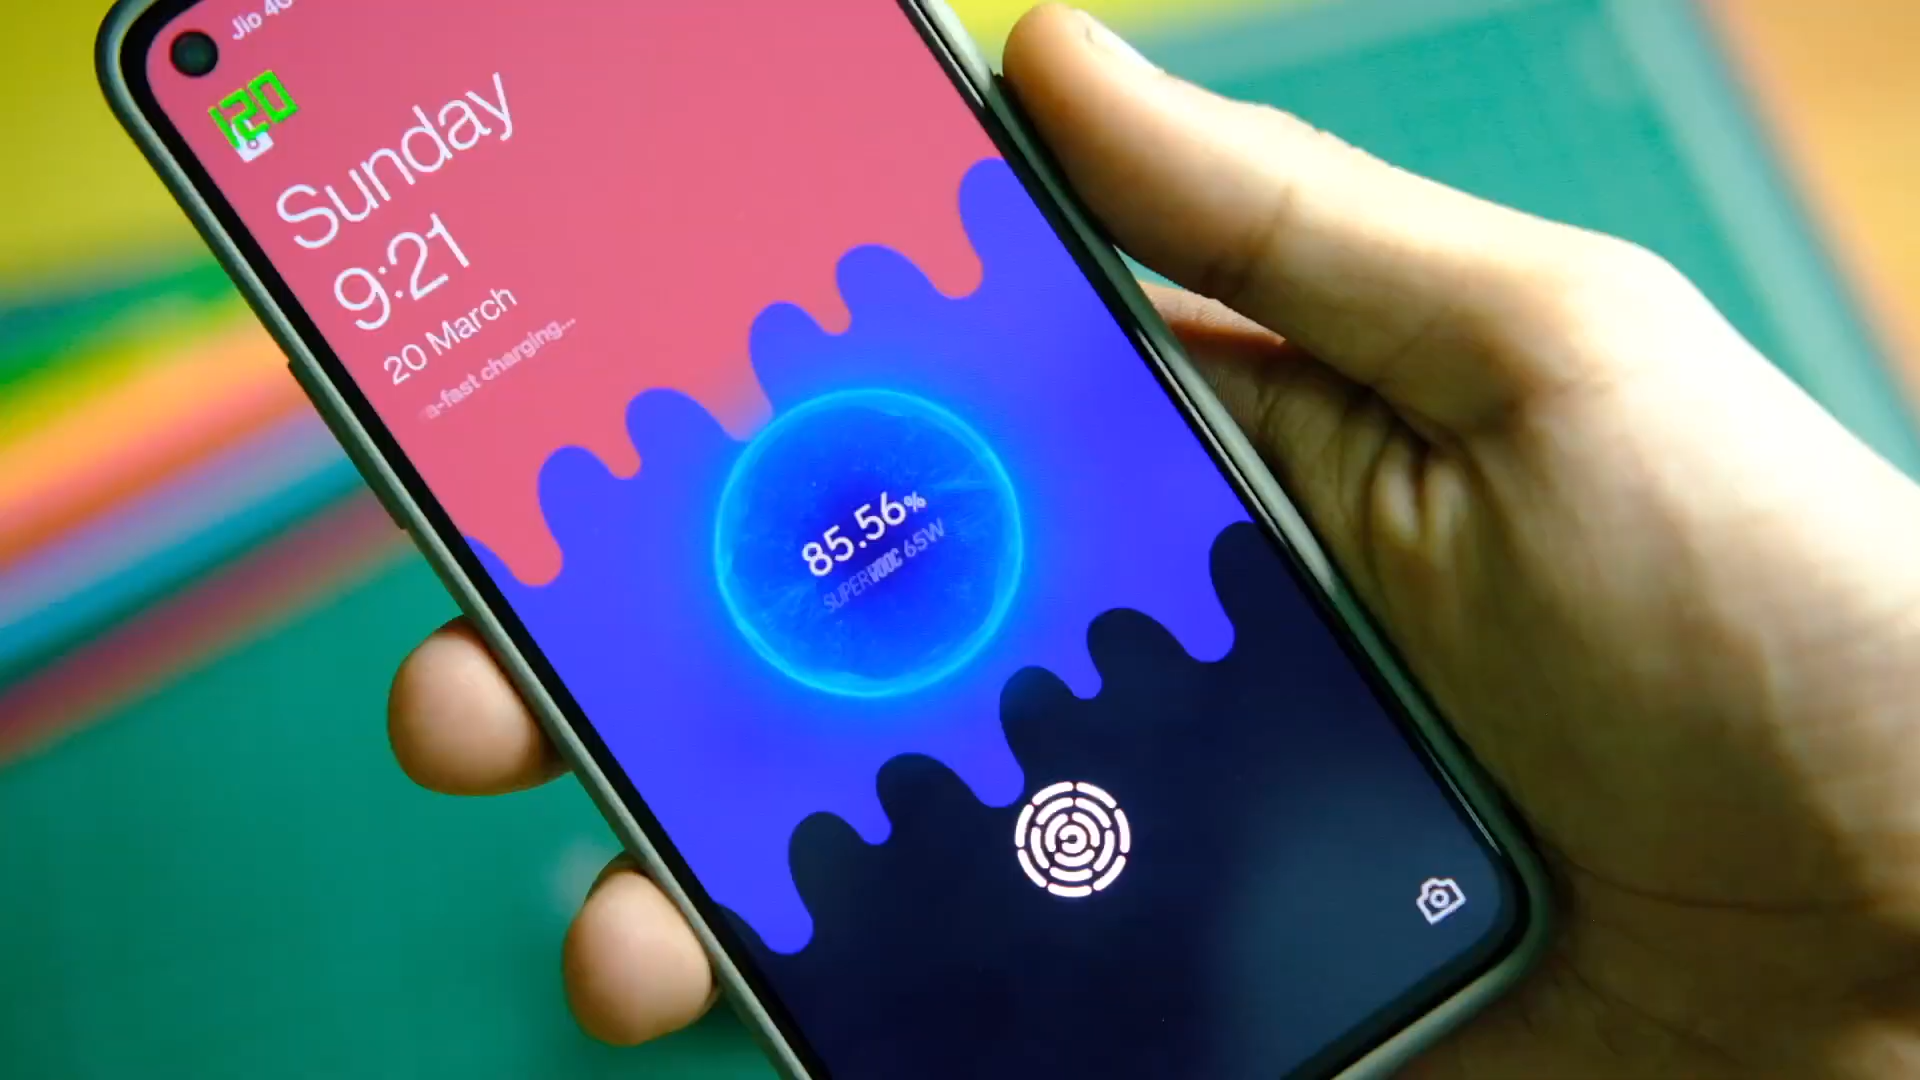 Jio 4G
120
Sunday
9:21
20 March
a-fast charging...
85.56%
SUPERVOOC 65W